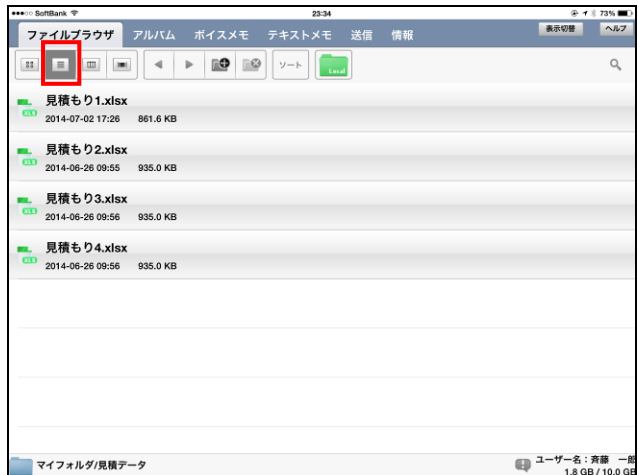 SoftBank 23:34 73%
ファイルブラウザ アルバム ボイスメモ テキストメモ 送信 情報 表示切替 ヘルプ
ソート Local
見積もり1.xlsx
2014-07-02 17:26 861.6 KB
XLS
見積もり2.xlsx
2014-06-26 09:55 935.0 KB
XLS
見積もり3.xlsx
2014-06-26 09:56 935.0 KB
XLS
見積もり4.xlsx
2014-06-26 09:56 935.0 KB
XLS
マイフォルダ/見積データ ユーザー名：斉藤 一郎
1.8 GB / 10.0 GB